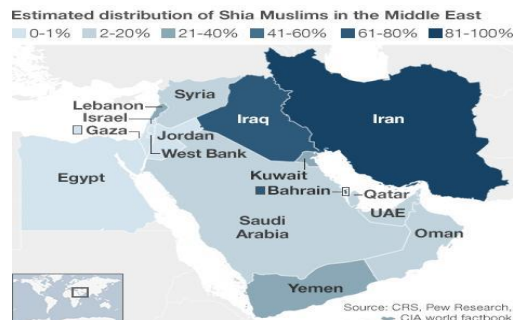 Estimated distribution of Shia Muslims in the Middle East
0-1% 2-20% 21-40% 41-60% 61-80% 81-100%
Syria
Lebanon
Israel
Gaza
Jordan
West Bank
Iraq
Iran
Egypt
Kuwait
Bahrain
Qatar
UAE
Saudi
Arabia
Oman
Yemen
Source: CRS, Pew Research,
CIA world factbook